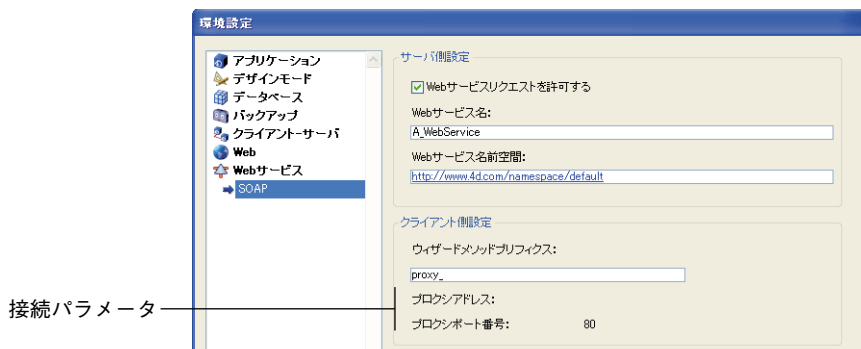 環境設定
アプリケーション
デザインモード
データベース
バックアップ
クライアント-サーバ
Web
Webサービス
SOAP
サーバ側設定
Webサービスリクエストを許可する
Webサービス名:
A_WebService
Webサービス名前空間:
http://www.4d.com/namespace/default
クライアント側設定
ウィザードメソッドプリフィクス:
proxy_
接続パラメータ
プロクシアドレス:
プロクシポート番号: 80